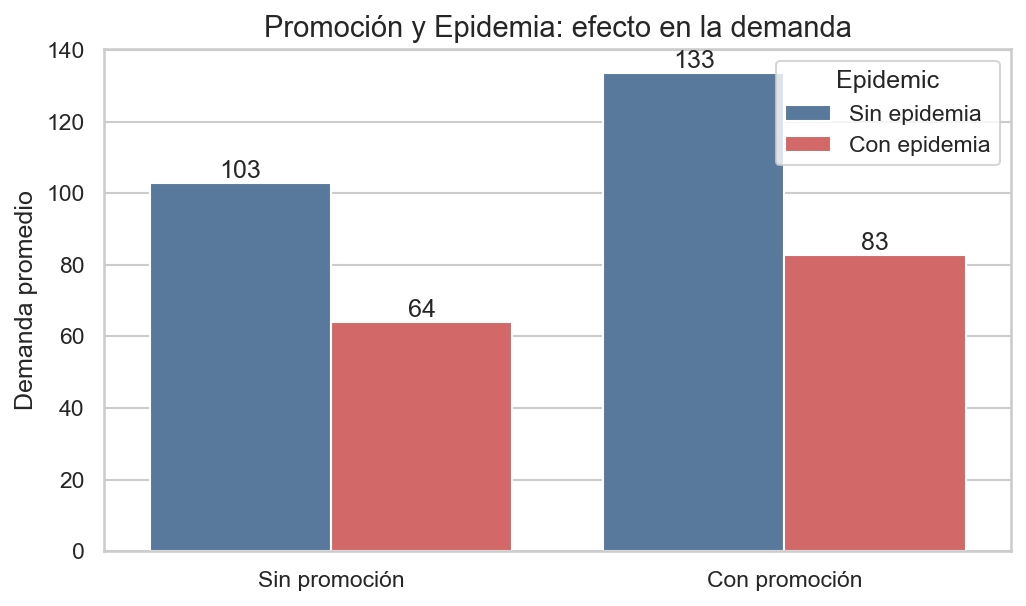 Promoción y Epidemia: efecto en la demanda
Demanda promedio
140
120
100
80
60
40
20
0
103
64
133
83
Epidemic
Sin epidemia
Con epidemia
Sin promoción
Con promoción